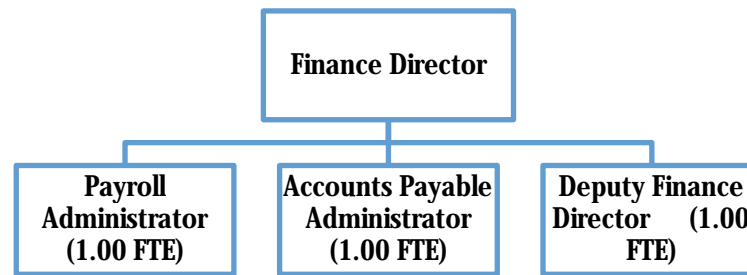 Finance Director
Payroll
Administrator
(1.00 FTE)
Accounts Payable
Administrator
(1.00 FTE)
Deputy Finance
Director (1.00
FTE)